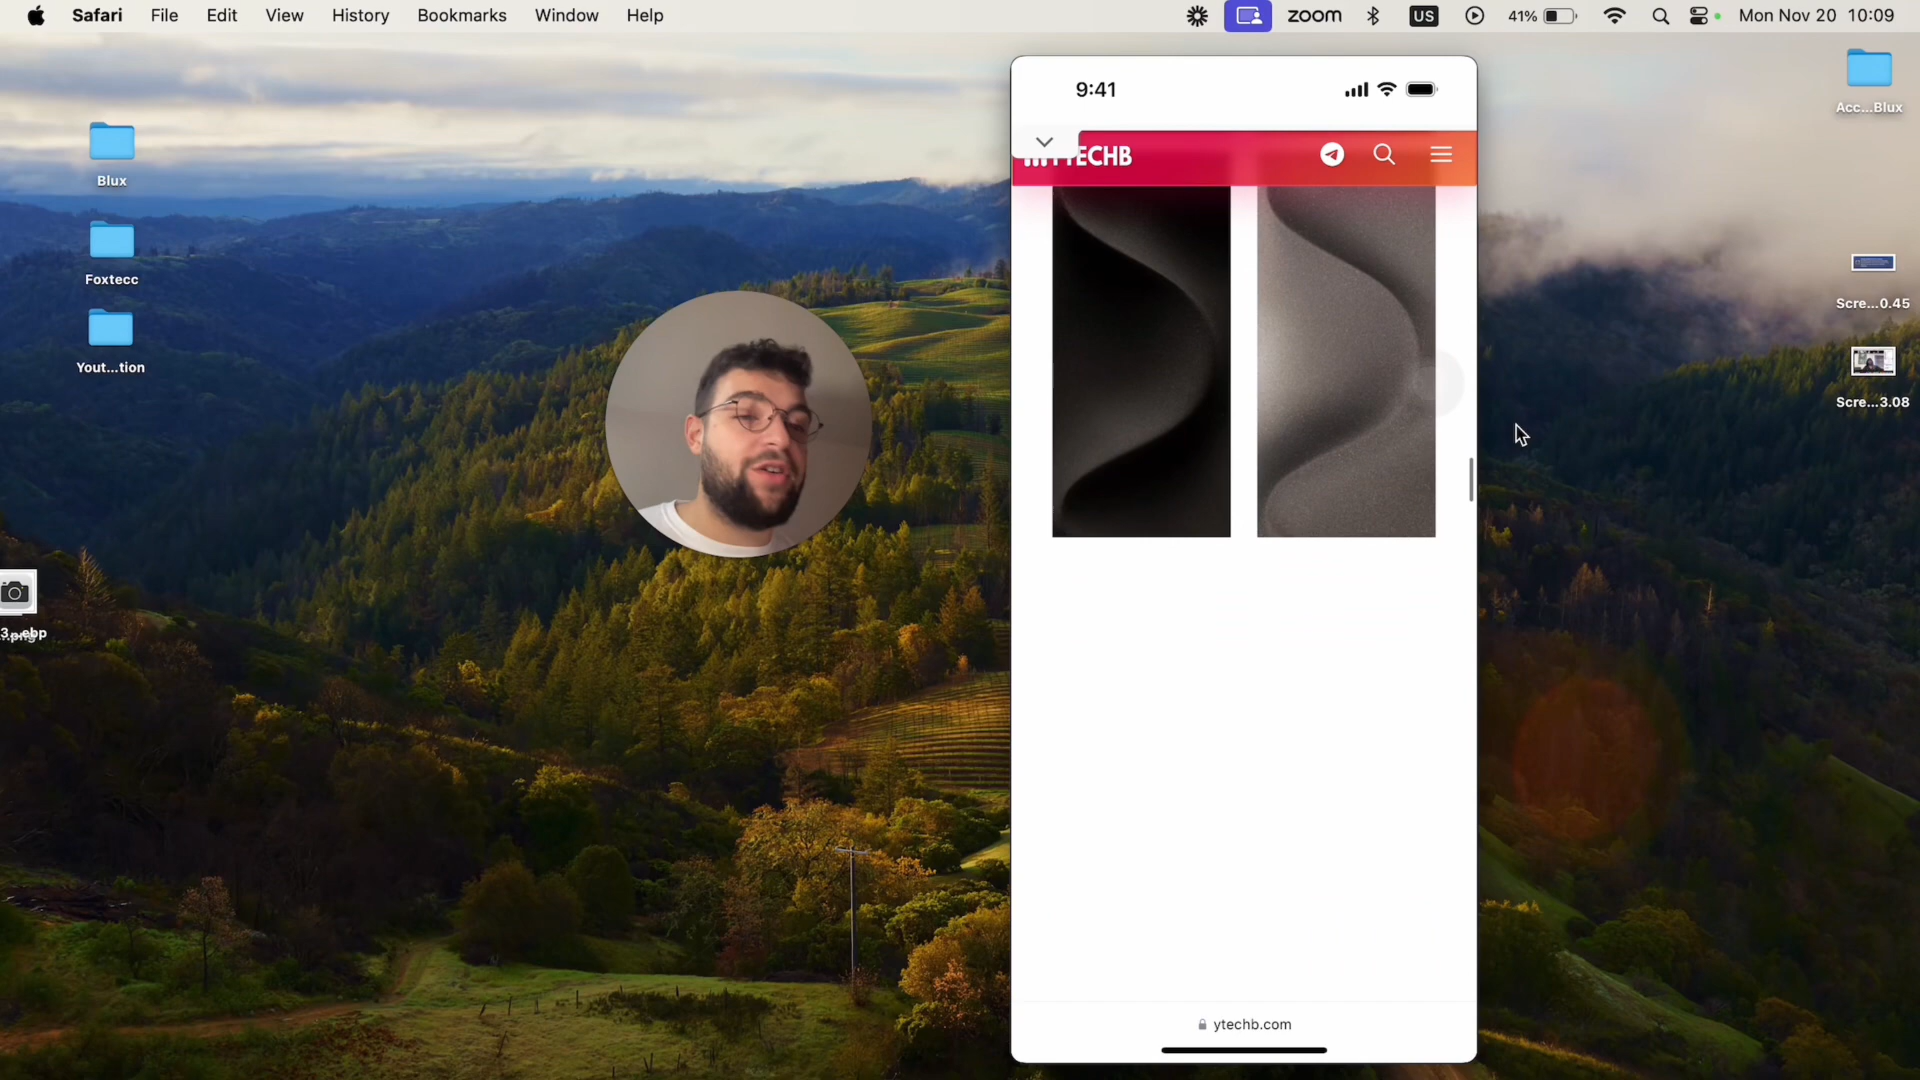 Safari File Edit View History Bookmarks Window Help zoom US 41% Mon Nov 20 10:09
9:41
YTECHB
Blux
Foxtecc
Yout...tion
Acc...Blux
Scre...0.45
Scre...3.08
ytechb.com